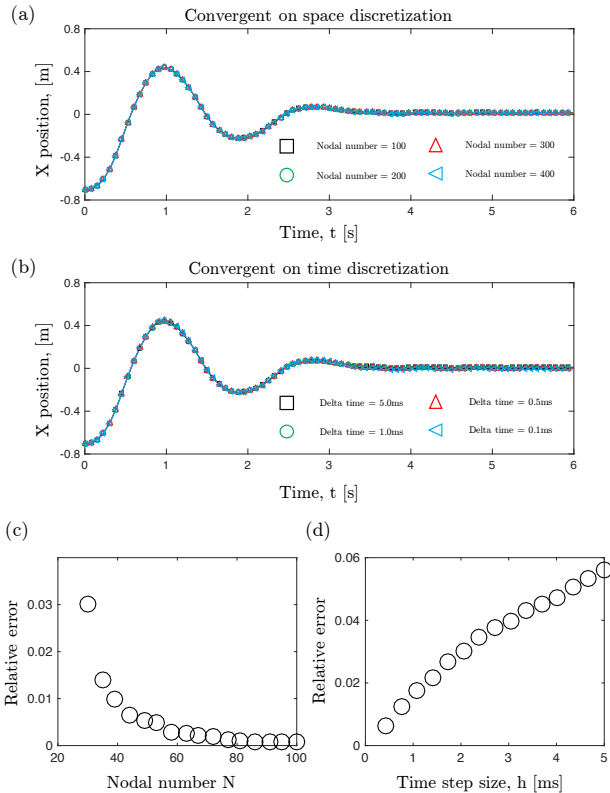 (a)
Convergent on space discretization
X position, [m]
0.8
0.4
0
-0.4
-0.8
Nodal number = 100
Nodal number = 300
Nodal number = 200
Nodal number = 400
0 1 2 3 4 5 6
Time, t [s]
(b)
Convergent on time discretization
X position, [m]
0.8
0.4
0
-0.4
-0.8
Delta time = 5.0ms
Delta time = 0.5ms
Delta time = 1.0ms
Delta time = 0.1ms
0 1 2 3 4 5 6
Time, t [s]
(c)
Relative error
0.03
0.02
0.01
0
20 40 60 80 100
Nodal number N
(d)
Relative error
0.06
0.04
0.02
0
0 1 2 3 4 5
Time step size, h [ms]